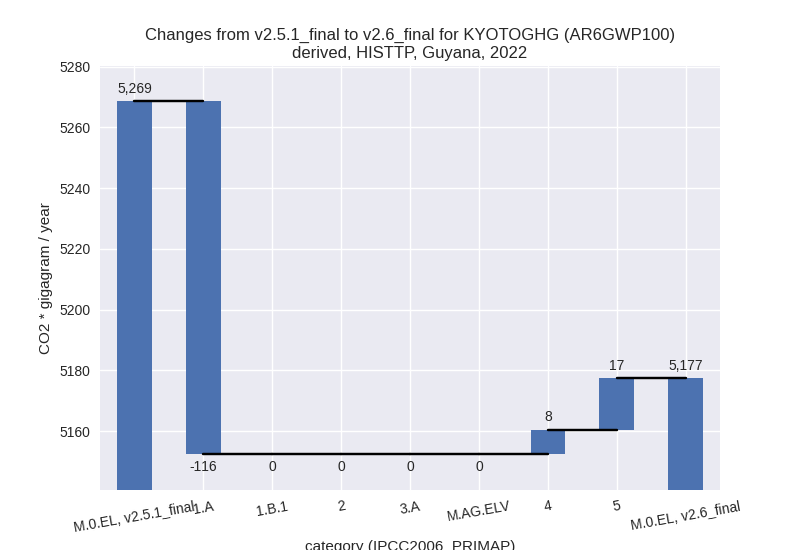 Changes from v2.5.1_final to v2.6_final for KYOTOGHG (AR6GWP100)
derived, HISTTP, Guyana, 2022
CO2 * gigagram / year
5280
5260
5240
5220
5200
5180
5160
5,269
-116
0
0
0
0
8
17
5,177
M.0.EL, v2.5.1_final
1.A
1.B.1
2
3.A
M.AG.ELV
4
5
M.0.EL, v2.6_final
category (IPCC2006_PRIMAP)